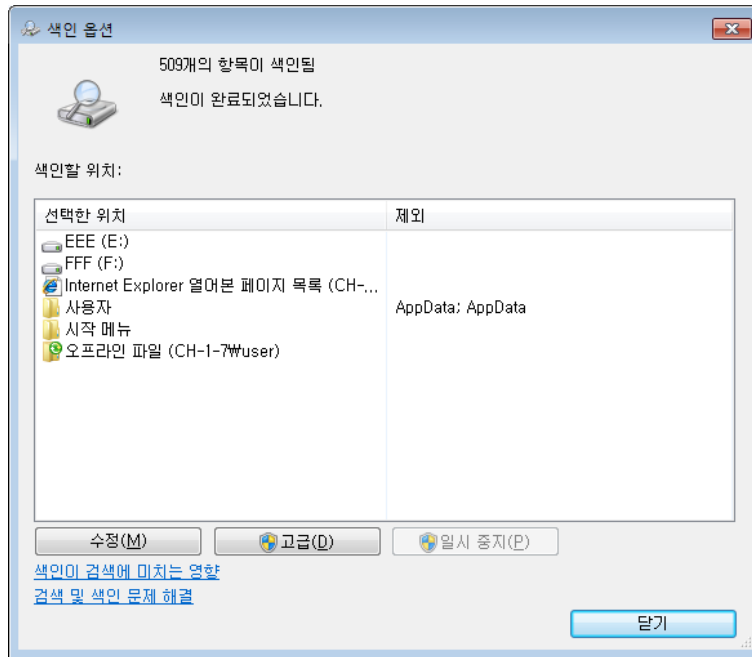 색인 옵션
509개의 항목이 색인됨
색인이 완료되었습니다.
색인할 위치:
선택한 위치 제외
EEE (E:)
FFF (F:)
Internet Explorer 열어본 페이지 목록 (CH-...
사용자 AppData; AppData
시작 메뉴
오프라인 파일 (CH-1-7₩user)
수정(M) 고급(D) 일시 중지(P)
색인이 검색에 미치는 영향
검색 및 색인 문제 해결
닫기